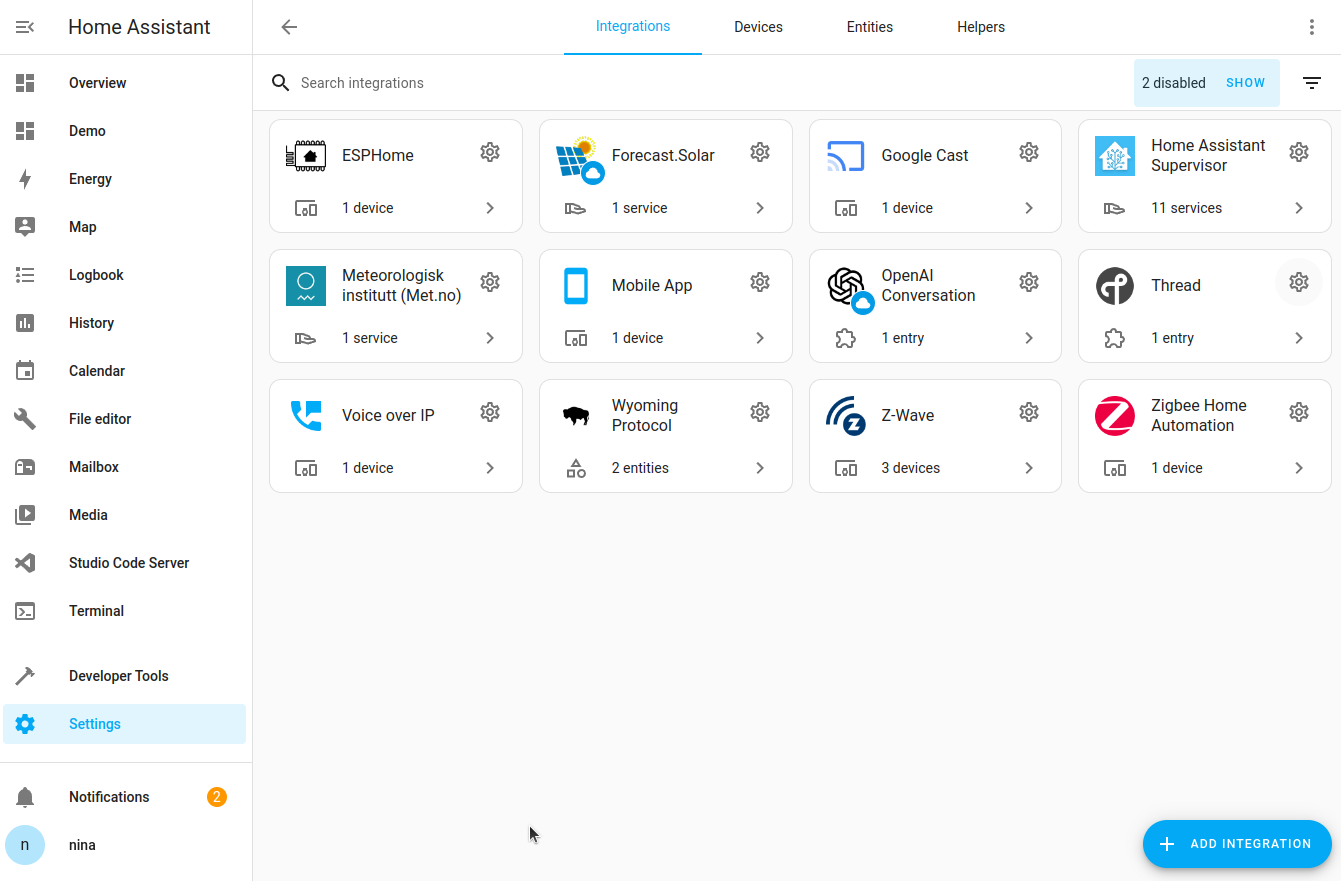 Home Assistant
Integrations
Devices
Entities
Helpers
Search integrations
2 disabled
SHOW
Overview
Demo
Energy
Map
Logbook
History
Calendar
File editor
Mailbox
Media
Studio Code Server
Terminal
Developer Tools
Settings
Notifications
2
n
nina
ESPHome
1 device
Forecast.Solar
1 service
Google Cast
1 device
Home Assistant
Supervisor
11 services
Meteorologisk
institutt (Met.no)
1 service
Mobile App
1 device
OpenAI
Conversation
1 entry
Thread
1 entry
Voice over IP
1 device
Wyoming
Protocol
2 entities
Z-Wave
3 devices
Zigbee Home
Automation
1 device
ADD INTEGRATION